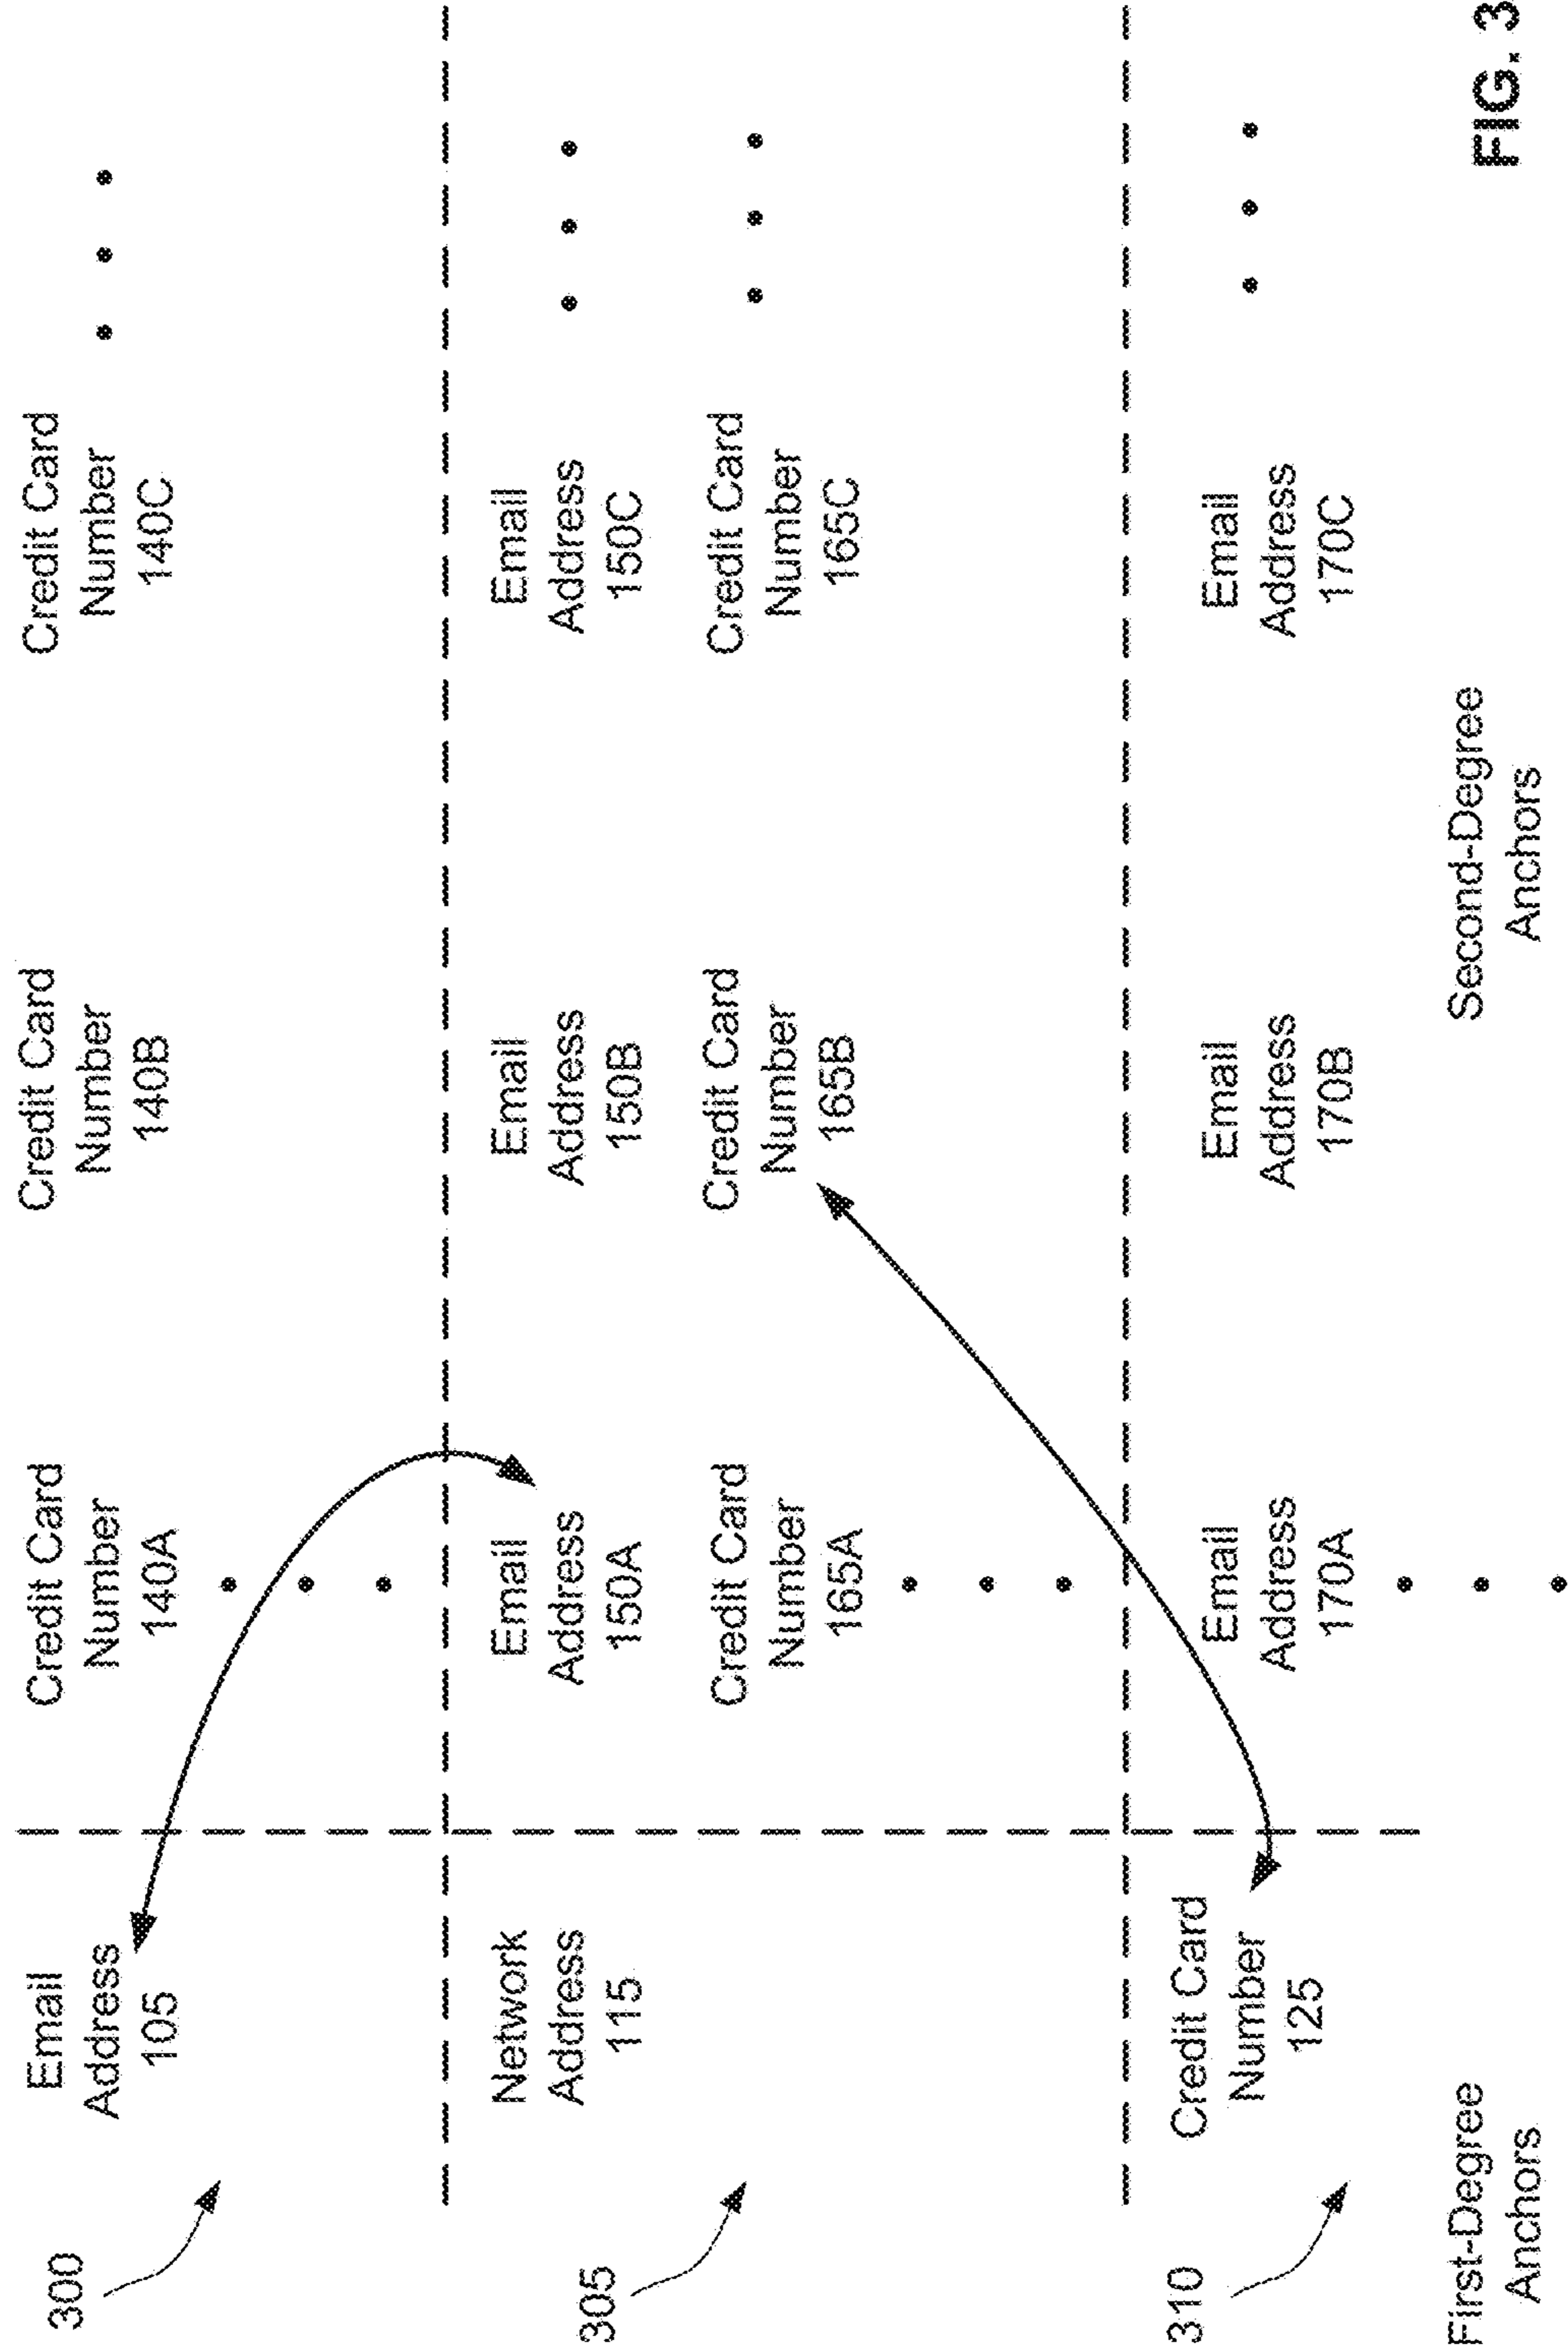 300
Email
Address
105
Credit Card
Number
140A
Credit Card
Number
140B
Credit Card
Number
140C
305
Network
Address
115
Email
Address
150A
Email
Address
150B
Email
Address
150C
Credit Card
Number
165A
Credit Card
Number
165B
Credit Card
Number
165C
310
Credit Card
Number
125
Email
Address
170A
Email
Address
170B
Email
Address
170C
First-Degree
Anchors
Second-Degree
Anchors
FIG. 3